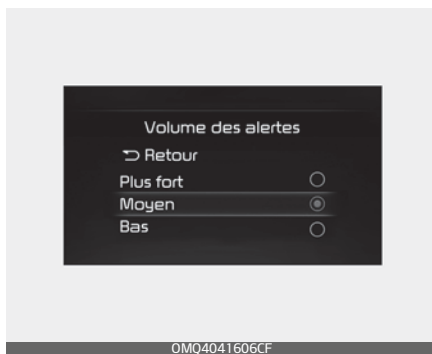 Volume des alertes
Retour
Plus fort
Moyen
Bas
OMQ4041606CF